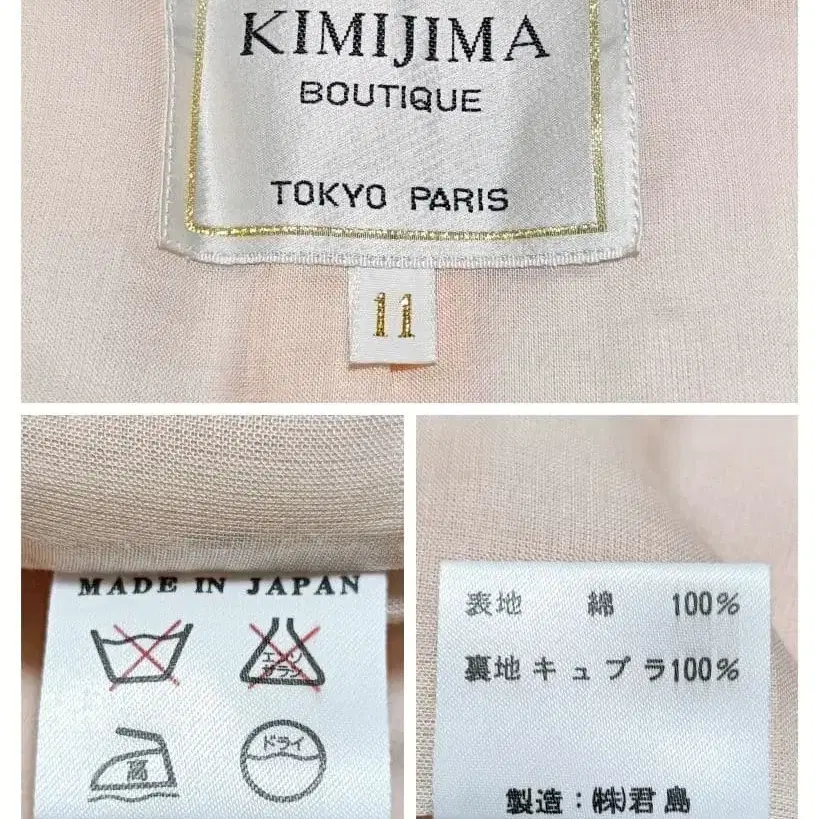 KIMIJIMA
BOUTIQUE
TOKYO PARIS
11
MADE IN JAPAN
エンソ
サラシ
高
ドライ
表地 綿 100%
裏地キュプラ100%
製造:㈱君島